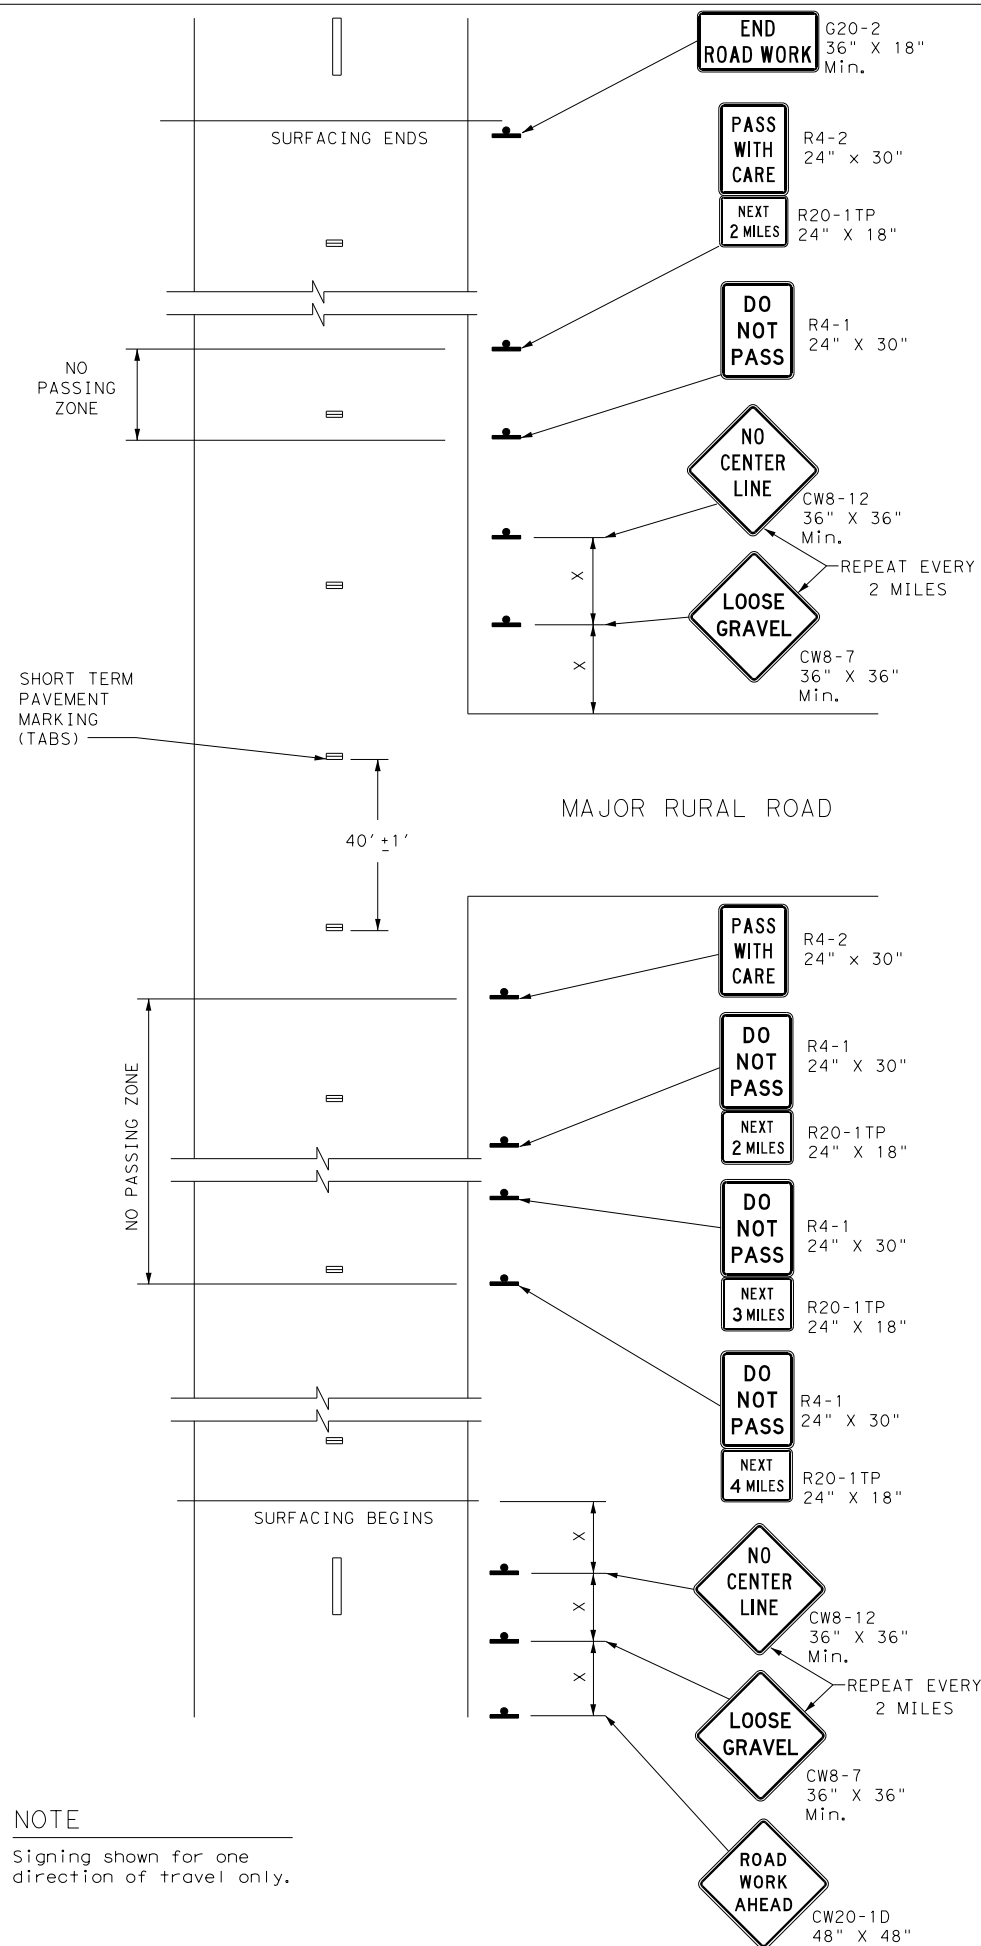 END
ROAD WORK
G20-2
36" X 18"
Min.
SURFACING ENDS
PASS
WITH
CARE
R4-2
24" x 30"
NEXT
2 MILES
R20-1TP
24" X 18"
DO
NOT
PASS
R4-1
24" X 30"
NO
PASSING
ZONE
NO
CENTER
LINE
CW8-12
36" X 36"
Min.
X
REPEAT EVERY
2 MILES
LOOSE
GRAVEL
CW8-7
36" X 36"
Min.
X
SHORT TERM
PAVEMENT
MARKING
(TABS)
MAJOR RURAL ROAD
40' ±1'
PASS
WITH
CARE
R4-2
24" x 30"
NO PASSING ZONE
DO
NOT
PASS
R4-1
24" X 30"
NEXT
2 MILES
R20-1TP
24" X 18"
DO
NOT
PASS
R4-1
24" X 30"
NEXT
3 MILES
R20-1TP
24" X 18"
DO
NOT
PASS
R4-1
24" X 30"
NEXT
4 MILES
R20-1TP
24" X 18"
SURFACING BEGINS
X
NO
CENTER
LINE
CW8-12
36" X 36"
Min.
X
REPEAT EVERY
2 MILES
X
LOOSE
GRAVEL
CW8-7
36" X 36"
Min.
NOTE
Signing shown for one
direction of travel only.
ROAD
WORK
AHEAD
CW20-1D
48" X 48"